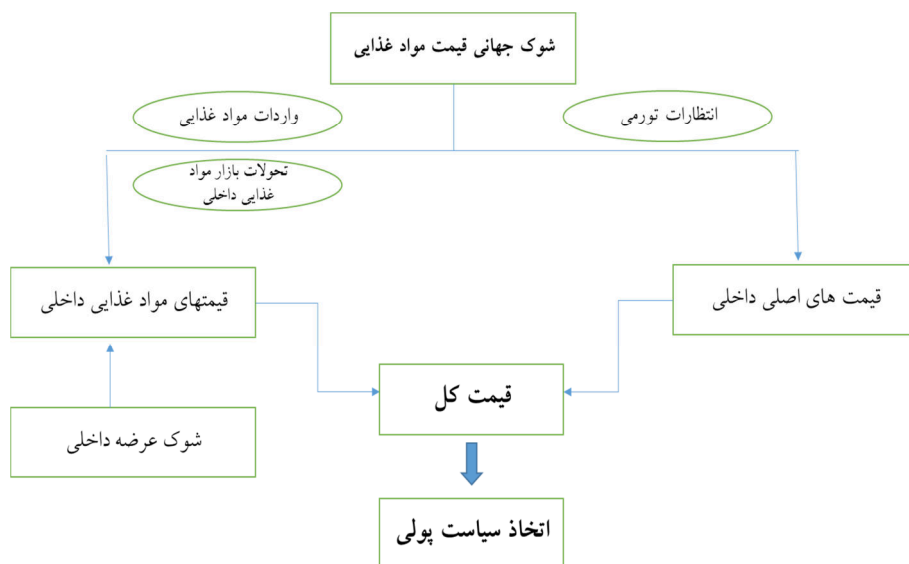 شوک جهانی قیمت مواد غذایی
انتظارات تورمی
واردات مواد غذایی
تحولات بازار مواد
غذایی داخلی
قیمت های اصلی داخلی
قیمتهای مواد غذایی داخلی
قیمت کل
شوک عرضه داخلی
اتخاذ سیاست پولی